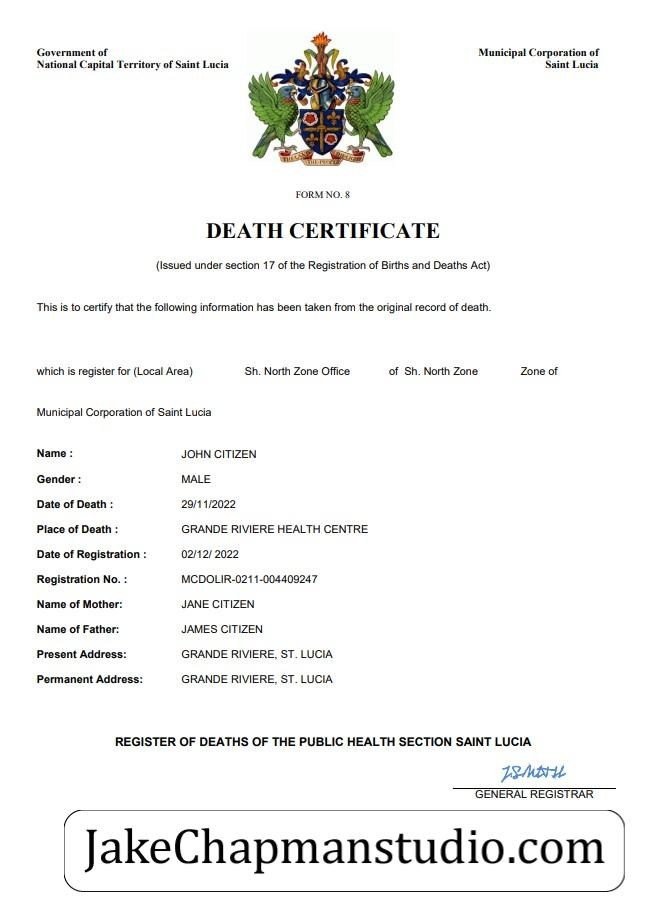 Government of
National Capital Territory of Saint Lucia
Municipal Corporation of
Saint Lucia
THE LAND THE PEOPLE THE LIGHT
FORM NO. 8
DEATH CERTIFICATE
(Issued under section 17 of the Registration of Births and Deaths Act)
This is to certify that the following information has been taken from the original record of death.
which is register for (Local Area) Sh. North Zone Office of Sh. North Zone Zone of
Municipal Corporation of Saint Lucia
Name : JOHN CITIZEN
Gender : MALE
Date of Death : 29/11/2022
Place of Death : GRANDE RIVIERE HEALTH CENTRE
Date of Registration : 02/12/ 2022
Registration No. : MCDOLIR-0211-004409247
Name of Mother: JANE CITIZEN
Name of Father: JAMES CITIZEN
Present Address: GRANDE RIVIERE, ST. LUCIA
Permanent Address: GRANDE RIVIERE, ST. LUCIA
REGISTER OF DEATHS OF THE PUBLIC HEALTH SECTION SAINT LUCIA
GENERAL REGISTRAR
JakeChapmanstudio.com